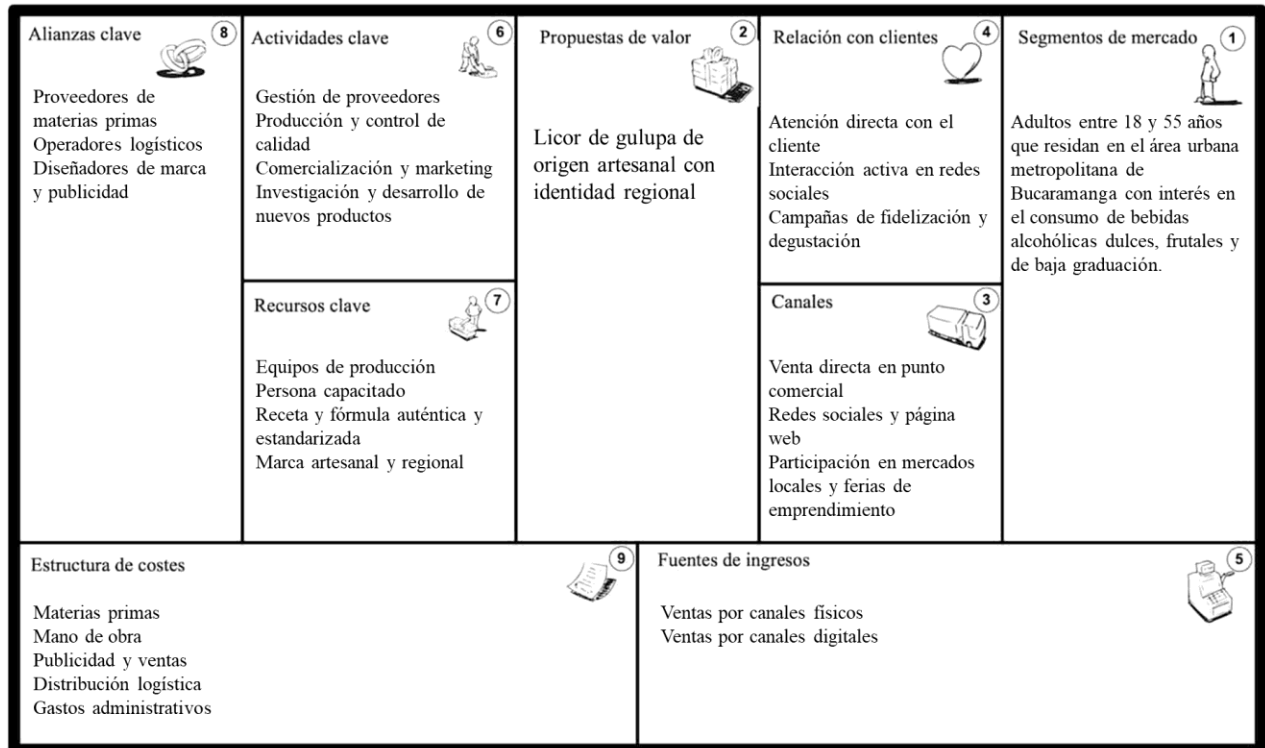 Alianzas clave
8
Proveedores de
materias primas
Operadores logísticos
Diseñadores de marca
y publicidad
Actividades clave
6
Gestión de proveedores
Producción y control de
calidad
Comercialización y marketing
Investigación y desarrollo de
nuevos productos
Recursos clave
7
Equipos de producción
Persona capacitado
Receta y fórmula auténtica y
estandarizada
Marca artesanal y regional
Propuestas de valor
2
Licor de gulupa de
origen artesanal con
identidad regional
Relación con clientes
4
Atención directa con el
cliente
Interacción activa en redes
sociales
Campañas de fidelización y
degustación
Canales
3
Venta directa en punto
comercial
Redes sociales y página
web
Participación en mercados
locales y ferias de
emprendimiento
Segmentos de mercado
1
Adultos entre 18 y 55 años
que residan en el área urbana
metropolitana de
Bucaramanga con interés en
el consumo de bebidas
alcohólicas dulces, frutales y
de baja graduación.
Estructura de costes
9
Materias primas
Mano de obra
Publicidad y ventas
Distribución logística
Gastos administrativos
Fuentes de ingresos
5
Ventas por canales físicos
Ventas por canales digitales